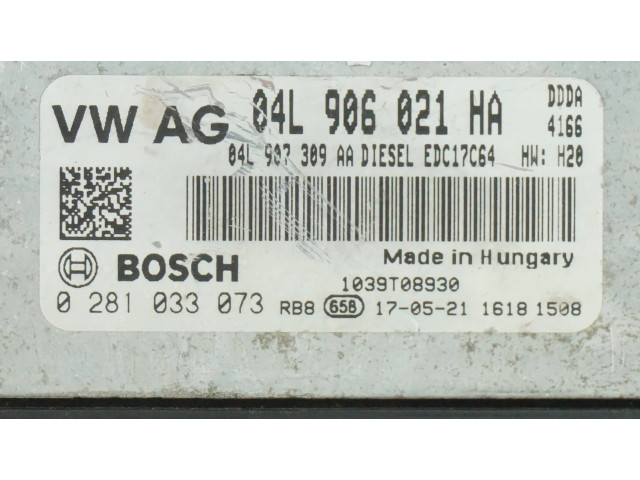 VW AG 04L 906 021 HA DDDA
4166
04L 907 309 AA DIESEL EDC17C64 HW: H20
Made in Hungary
BOSCH 1039T08930
0 281 033 073 RB8 65B 17-05-21 1618 1508